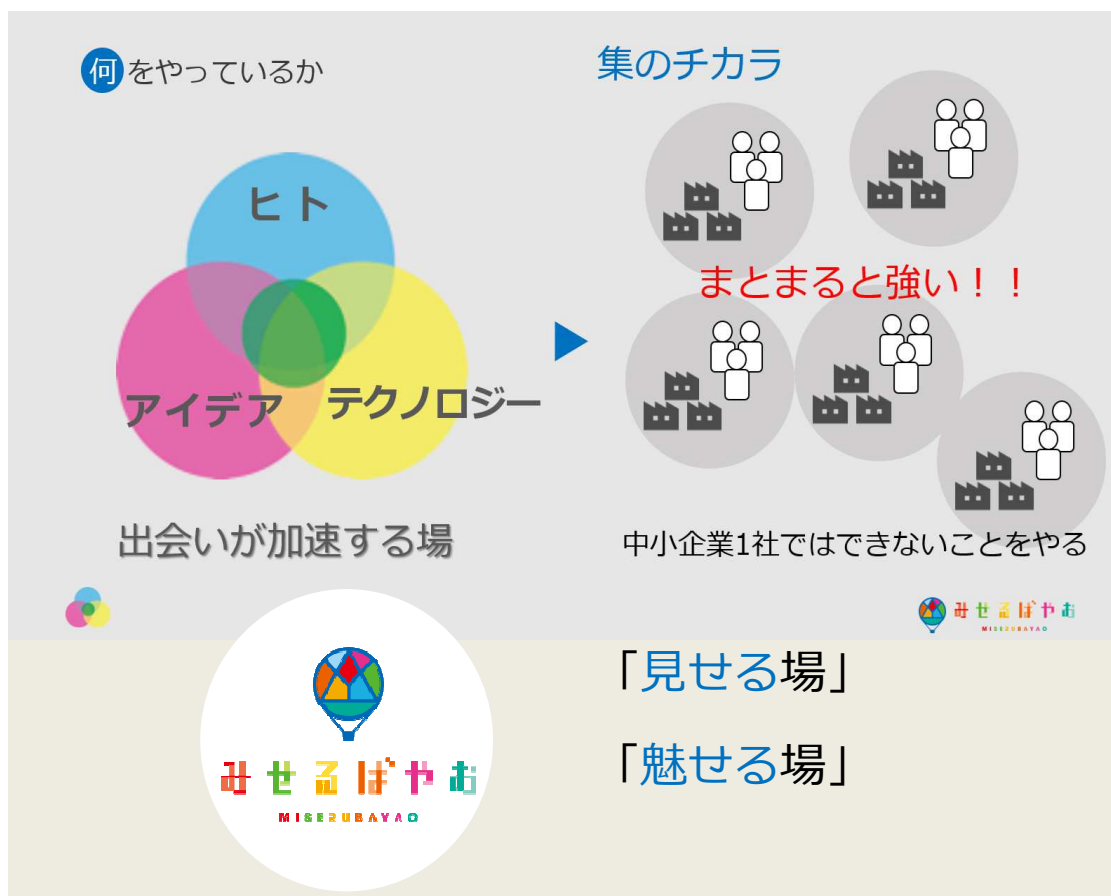 何をやっているか
ヒト
アイデア
テクノロジー
出会いが加速する場
集のチカラ
まとまると強い！！
中小企業1社ではできないことをやる
みせるばやお
MISERUBAYAO
みせるばやお
MISERUBAYAO
「見せる場」
「魅せる場」